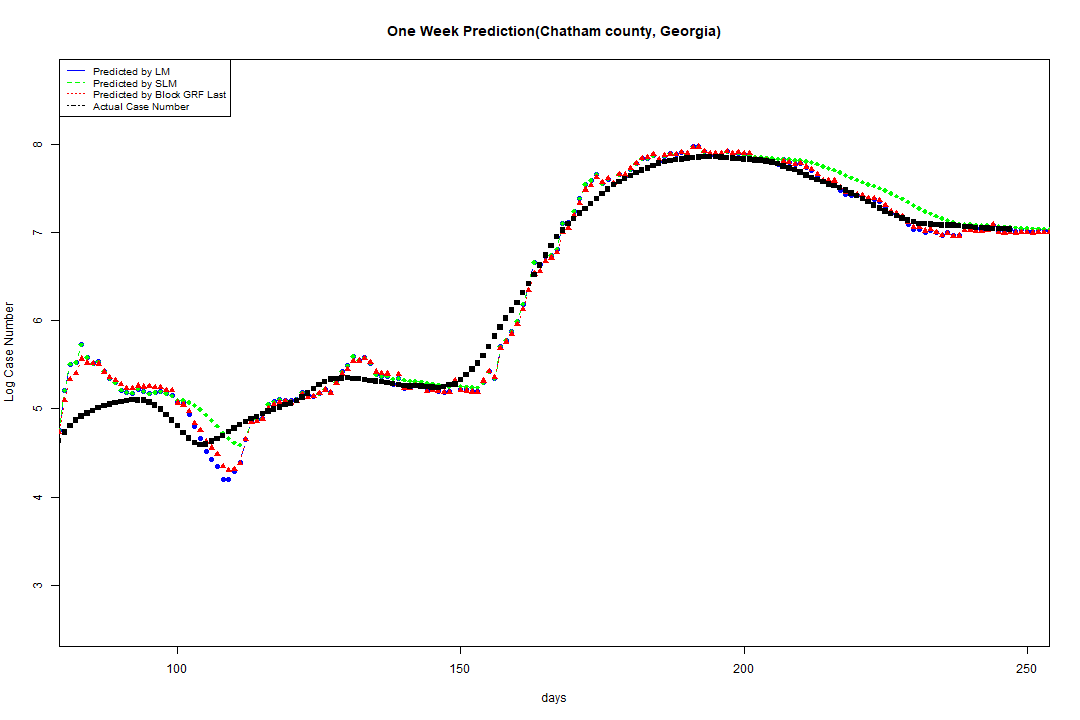 One Week Prediction(Chatham county, Georgia)
Predicted by LM
Predicted by SLM
Predicted by Block GRF Last
Actual Case Number
8
7
6
5
4
3
Log Case Number
100 150 200 250
days